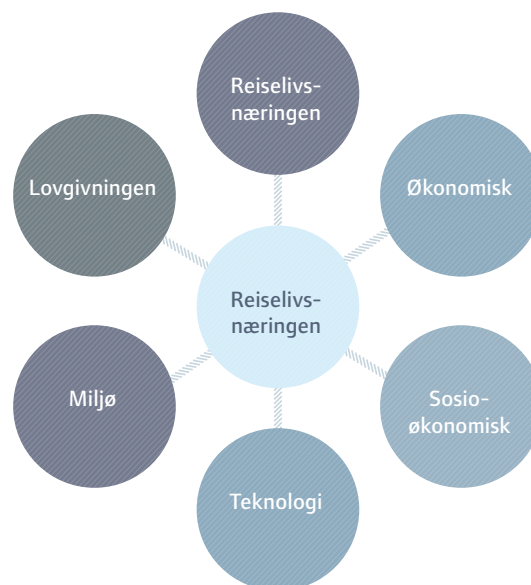 Reiselivs-
næringen
Lovgivningen
Økonomisk
Reiselivs-
næringen
Miljø
Sosio-
økonomisk
Teknologi